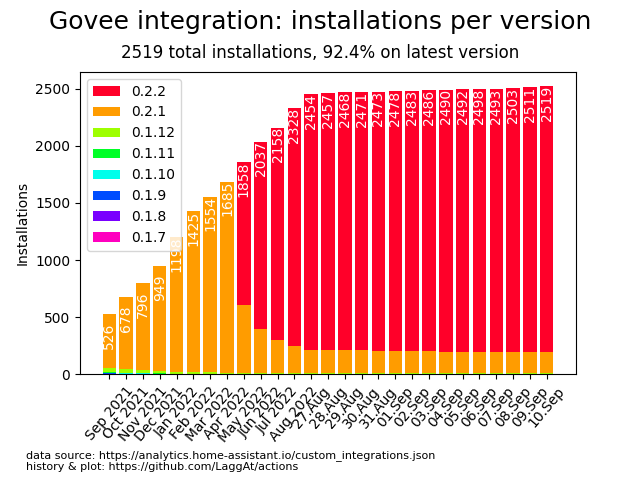 Govee integration: installations per version
2519 total installations, 92.4% on latest version
Installations
2500
2000
1500
1000
500
0
0.2.2
0.2.1
0.1.12
0.1.11
0.1.10
0.1.9
0.1.8
0.1.7
526
678
796
949
1198
1425
1554
1685
1858
2037
2158
2328
2454
2457
2468
2471
2473
2478
2483
2486
2490
2492
2498
2493
2503
2511
2519
Sep 2021
Oct 2021
Nov 2021
Dec 2021
Jan 2022
Feb 2022
Mar 2022
Apr 2022
May 2022
Jun 2022
Jul 2022
Aug 2022
27.Aug
28.Aug
29.Aug
30.Aug
31.Aug
01.Sep
02.Sep
03.Sep
04.Sep
05.Sep
06.Sep
07.Sep
08.Sep
09.Sep
10.Sep
data source: https://analytics.home-assistant.io/custom_integrations.json
history & plot: https://github.com/LaggAt/actions